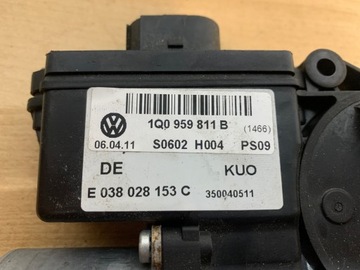 1Q0 959 811 B (1466)
06.04.11 S0602 H004 PS09
DE KUO
E 038 028 153 C 350040511